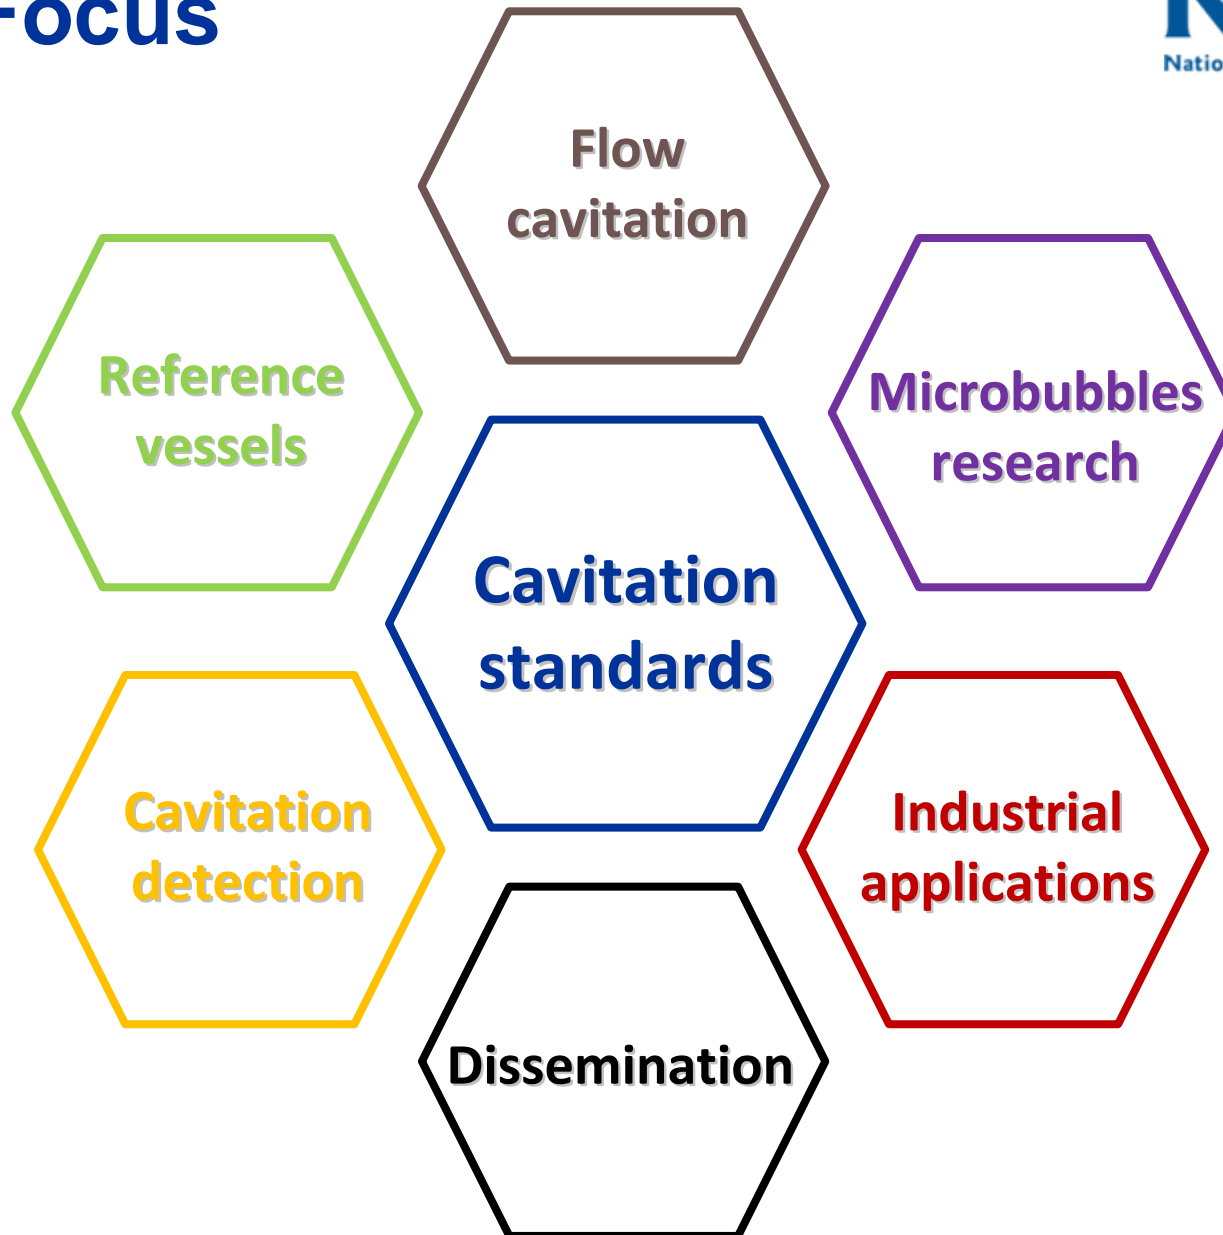 Focus
Natio
Flow
cavitation
Reference
vessels
Microbubbles
research
Cavitation
standards
Cavitation
detection
Industrial
applications
Dissemination